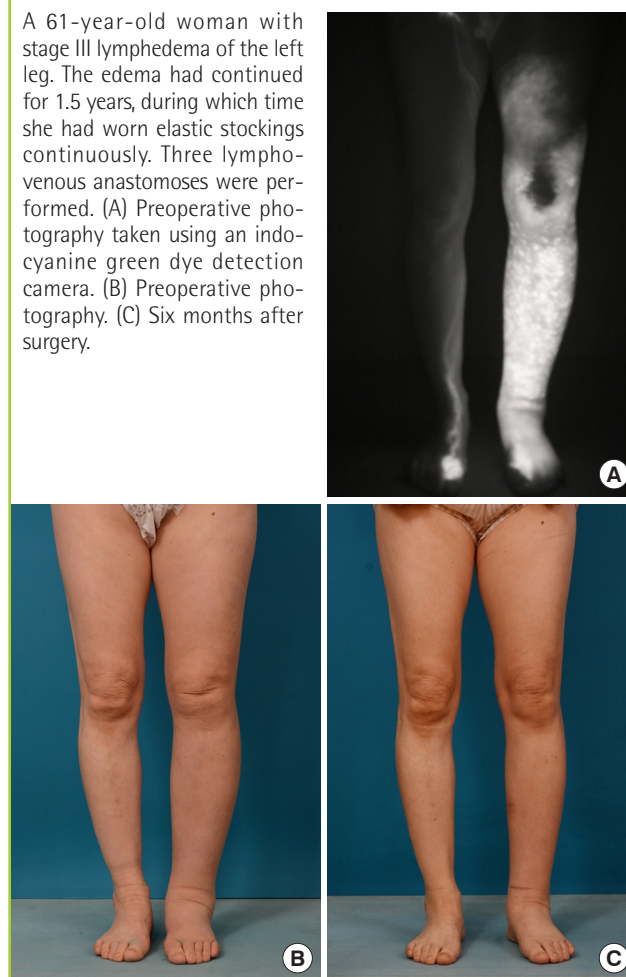 A 61-year-old woman with
stage III lymphedema of the left
leg. The edema had continued
for 1.5 years, during which time
she had worn elastic stockings
continuously. Three lympho-
venous anastomoses were per-
formed. (A) Preoperative pho-
tography taken using an indo-
cyanine green dye detection
camera. (B) Preoperative pho-
tography. (C) Six months after
surgery.
A
B
C